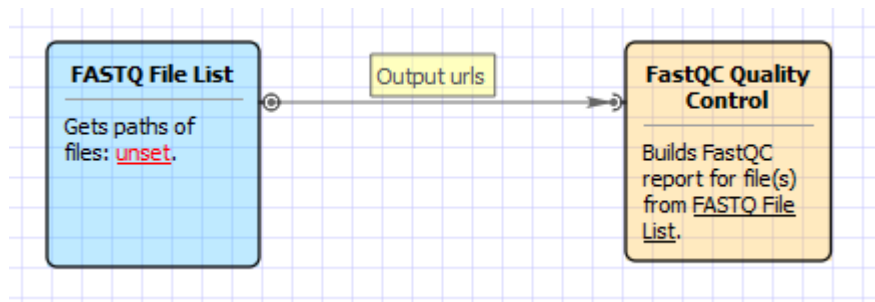 FASTQ File List
Gets paths of
files: unset.
Output urls
FastQC Quality
Control
Builds FastQC
report for file(s)
from FASTQ File
List.